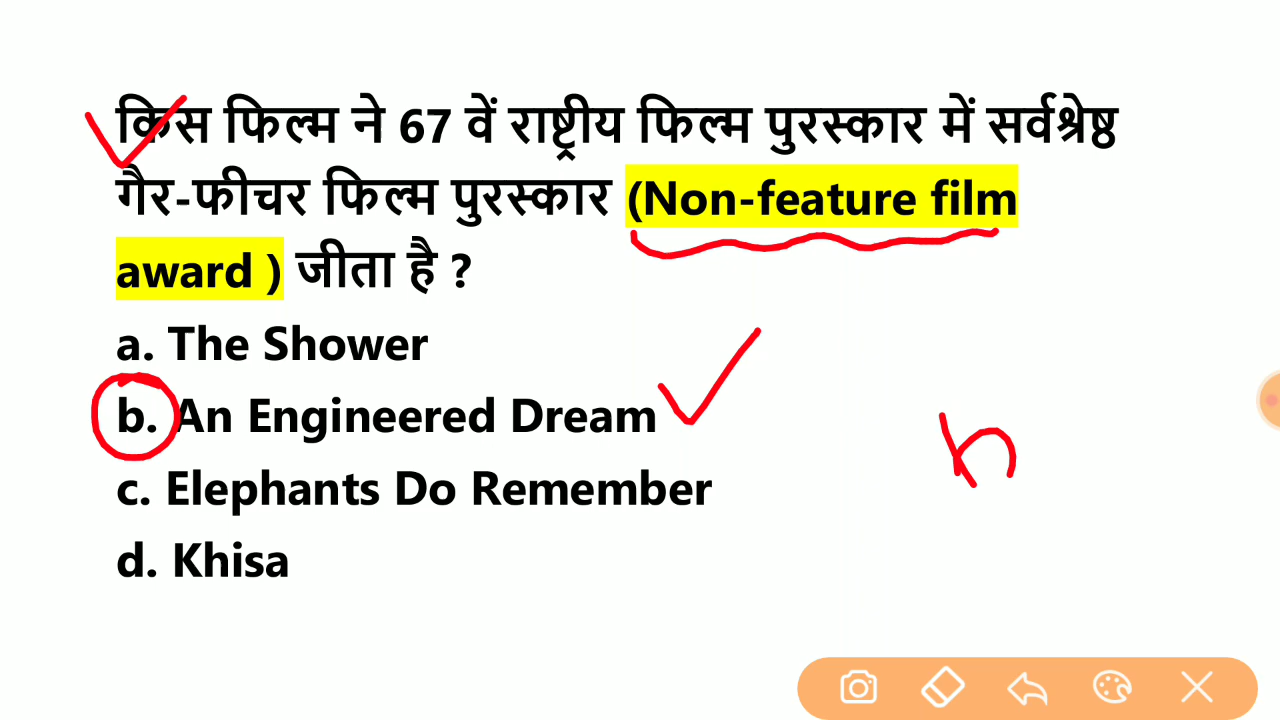 किस फिल्म ने 67 वें राष्ट्रीय फिल्म पुरस्कार में सर्वश्रेष्ठ
गैर-फीचर फिल्म पुरस्कार (Non-feature film
award ) जीता है ?
a. The Shower
b. An Engineered Dream
c. Elephants Do Remember
d. Khisa
h